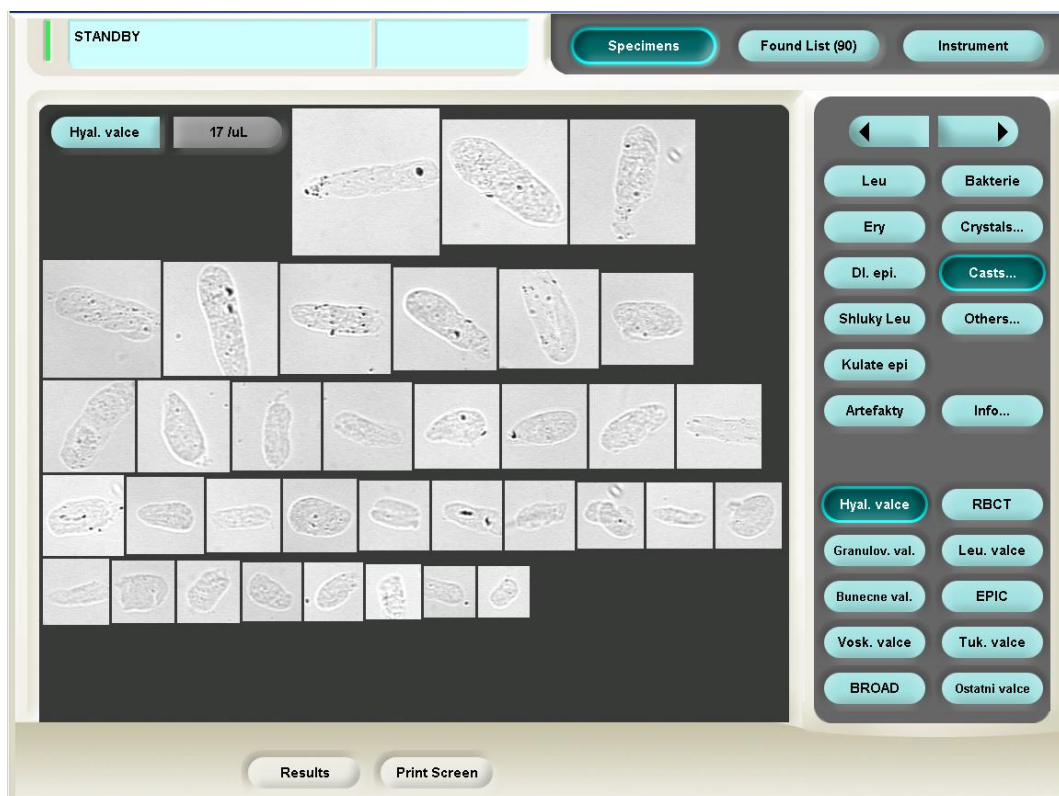 STANDBY
Specimens
Found List (90)
Instrument
Hyal. valce
17 /uL
Leu
Bakterie
Ery
Crystals...
Dl. epi.
Casts...
Shluky Leu
Others...
Kulate epi
Artefakty
Info...
Hyal. valce
RBCT
Granulov. val.
Leu. valce
Bunecne val.
EPIC
Vosk. valce
Tuk. valce
BROAD
Ostatni valce
Results
Print Screen